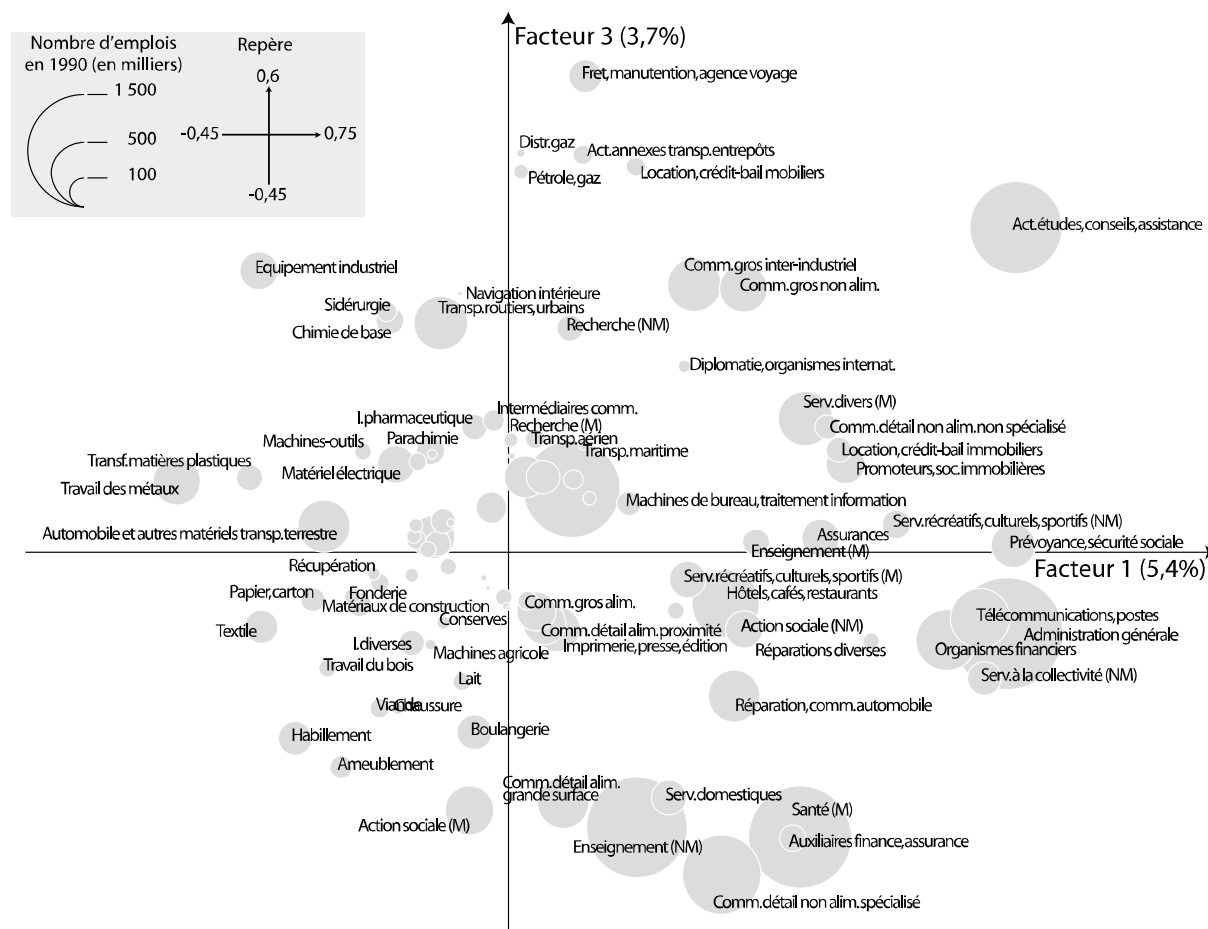 Facteur 3 (3,7%)
Nombre d'emplois
en 1990 (en milliers)
Repère
1 500
500
100
0,6
-0,45
0,75
-0,45
Fret,manutention,agence voyage
Distr.gaz
Act.annexes transp.entrepôts
Pétrole,gaz
Location,crédit-bail mobiliers
Act.études,conseils,assistance
Equipement industriel
Comm.gros inter-industriel
Comm.gros non alim.
Navigation intérieure
Sidérurgie
Transp.routiers,urbains
Chimie de base
Recherche (NM)
Diplomatie,organismes internat.
Serv.divers (M)
Intermédiaires comm.
I.pharmaceutique
Recherche (M)
Comm.détail non alim.non spécialisé
Machines-outils
Parachimie
Transp.aérien
Transp.maritime
Location,crédit-bail immobiliers
Transf.matières plastiques
Matériel électrique
Promoteurs,soc.immobilières
Travail des métaux
Machines de bureau,traitement information
Automobile et autres matériels transp.terrestre
Assurances
Serv.récréatifs,culturels,sportifs (NM)
Enseignement (M)
Prévoyance,sécurité sociale
Facteur 1 (5,4%)
Récupération
Serv.récréatifs,culturels,sportifs (M)
Papier,carton
Fonderie
Hôtels,cafés,restaurants
Matériaux de construction
Comm.gros alim.
Conserves
Télécommunications,postes
Textile
Comm.détail alim.proximité
Action sociale (NM)
Administration générale
I.diverses
Imprimerie,presse,édition
Machines agricole
Réparations diverses
Organismes financiers
Travail du bois
Lait
Serv.à la collectivité (NM)
Viande
Chaussure
Réparation,comm.automobile
Habillement
Boulangerie
Ameublement
Comm.détail alim.
grande surface
Serv.domestiques
Santé (M)
Action sociale (M)
Enseignement (NM)
Auxiliaires finance,assurance
Comm.détail non alim.spécialisé